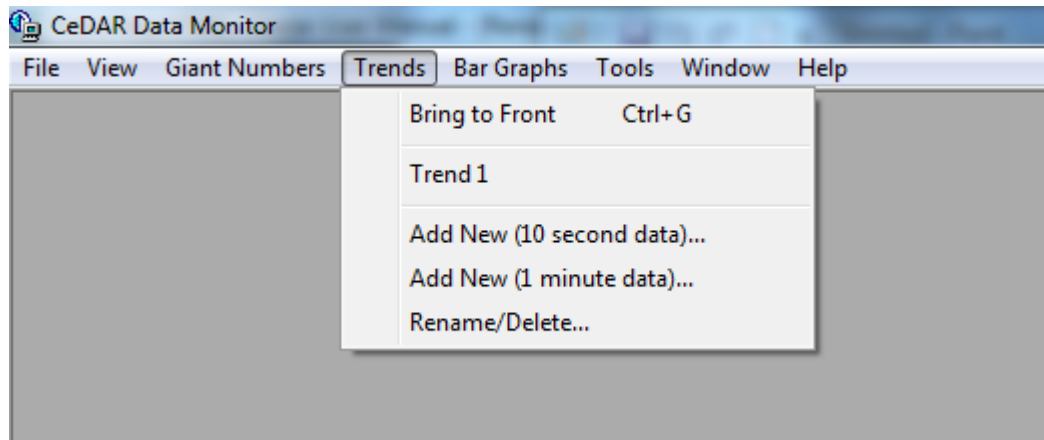 CeDAR Data Monitor
File View Giant Numbers Trends Bar Graphs Tools Window Help
Bring to Front Ctrl+G
Trend 1
Add New (10 second data)...
Add New (1 minute data)...
Rename/Delete...